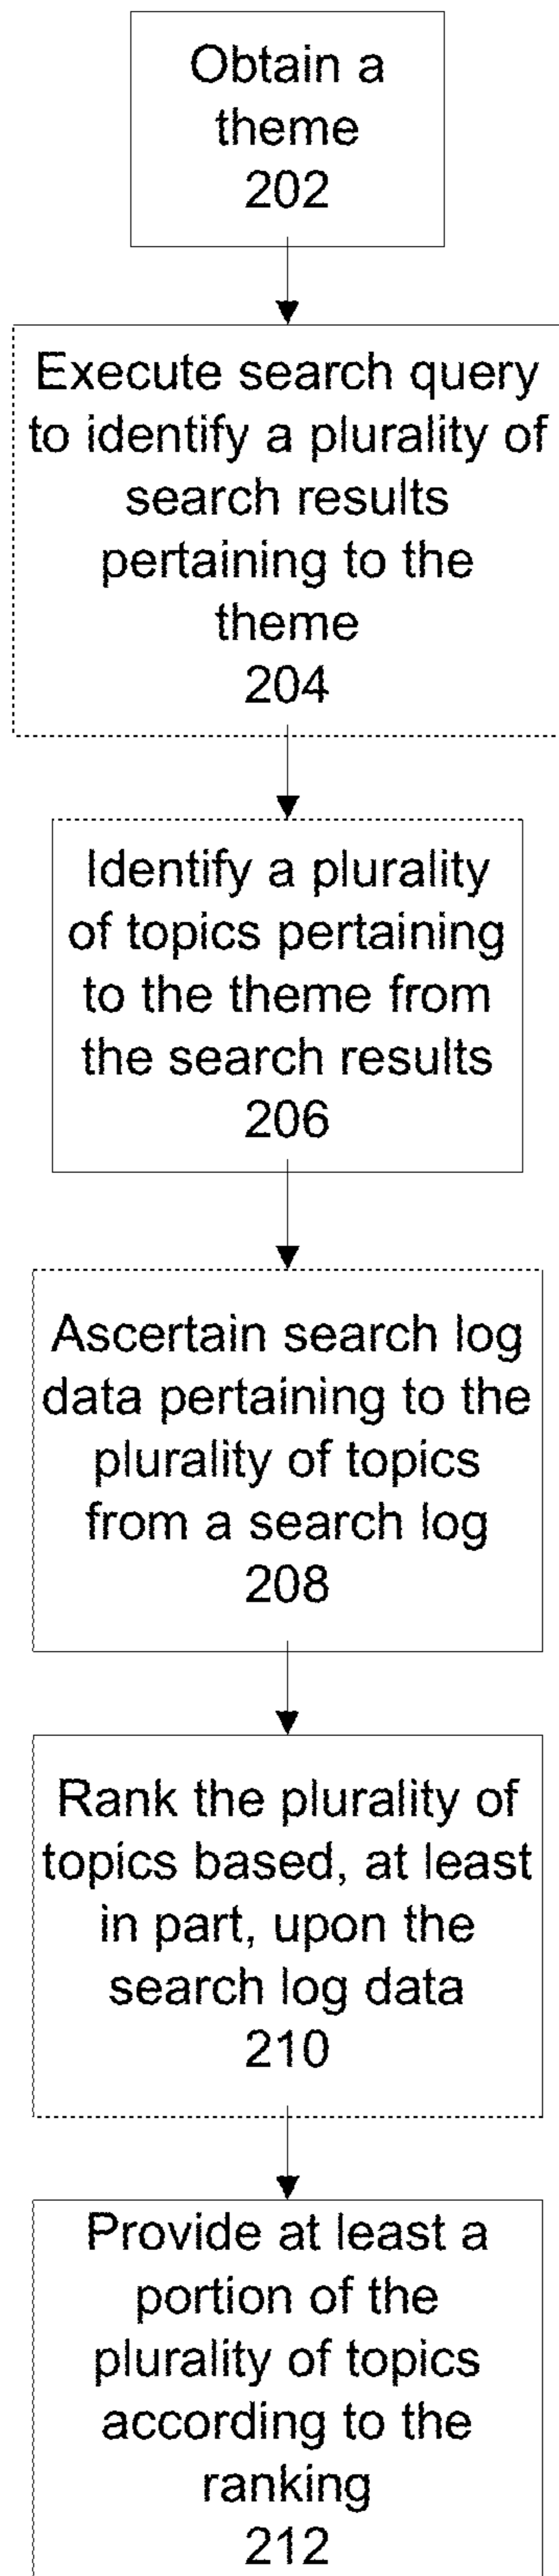 Obtain a
theme
202
Execute search query
to identify a plurality of
search results
pertaining to the
theme
204
Identify a plurality
of topics pertaining
to the theme from
the search results
206
Ascertain search log
data pertaining to the
plurality of topics
from a search log
208
Rank the plurality of
topics based, at least
in part, upon the
search log data
210
Provide at least a
portion of the
plurality of topics
according to the
ranking
212